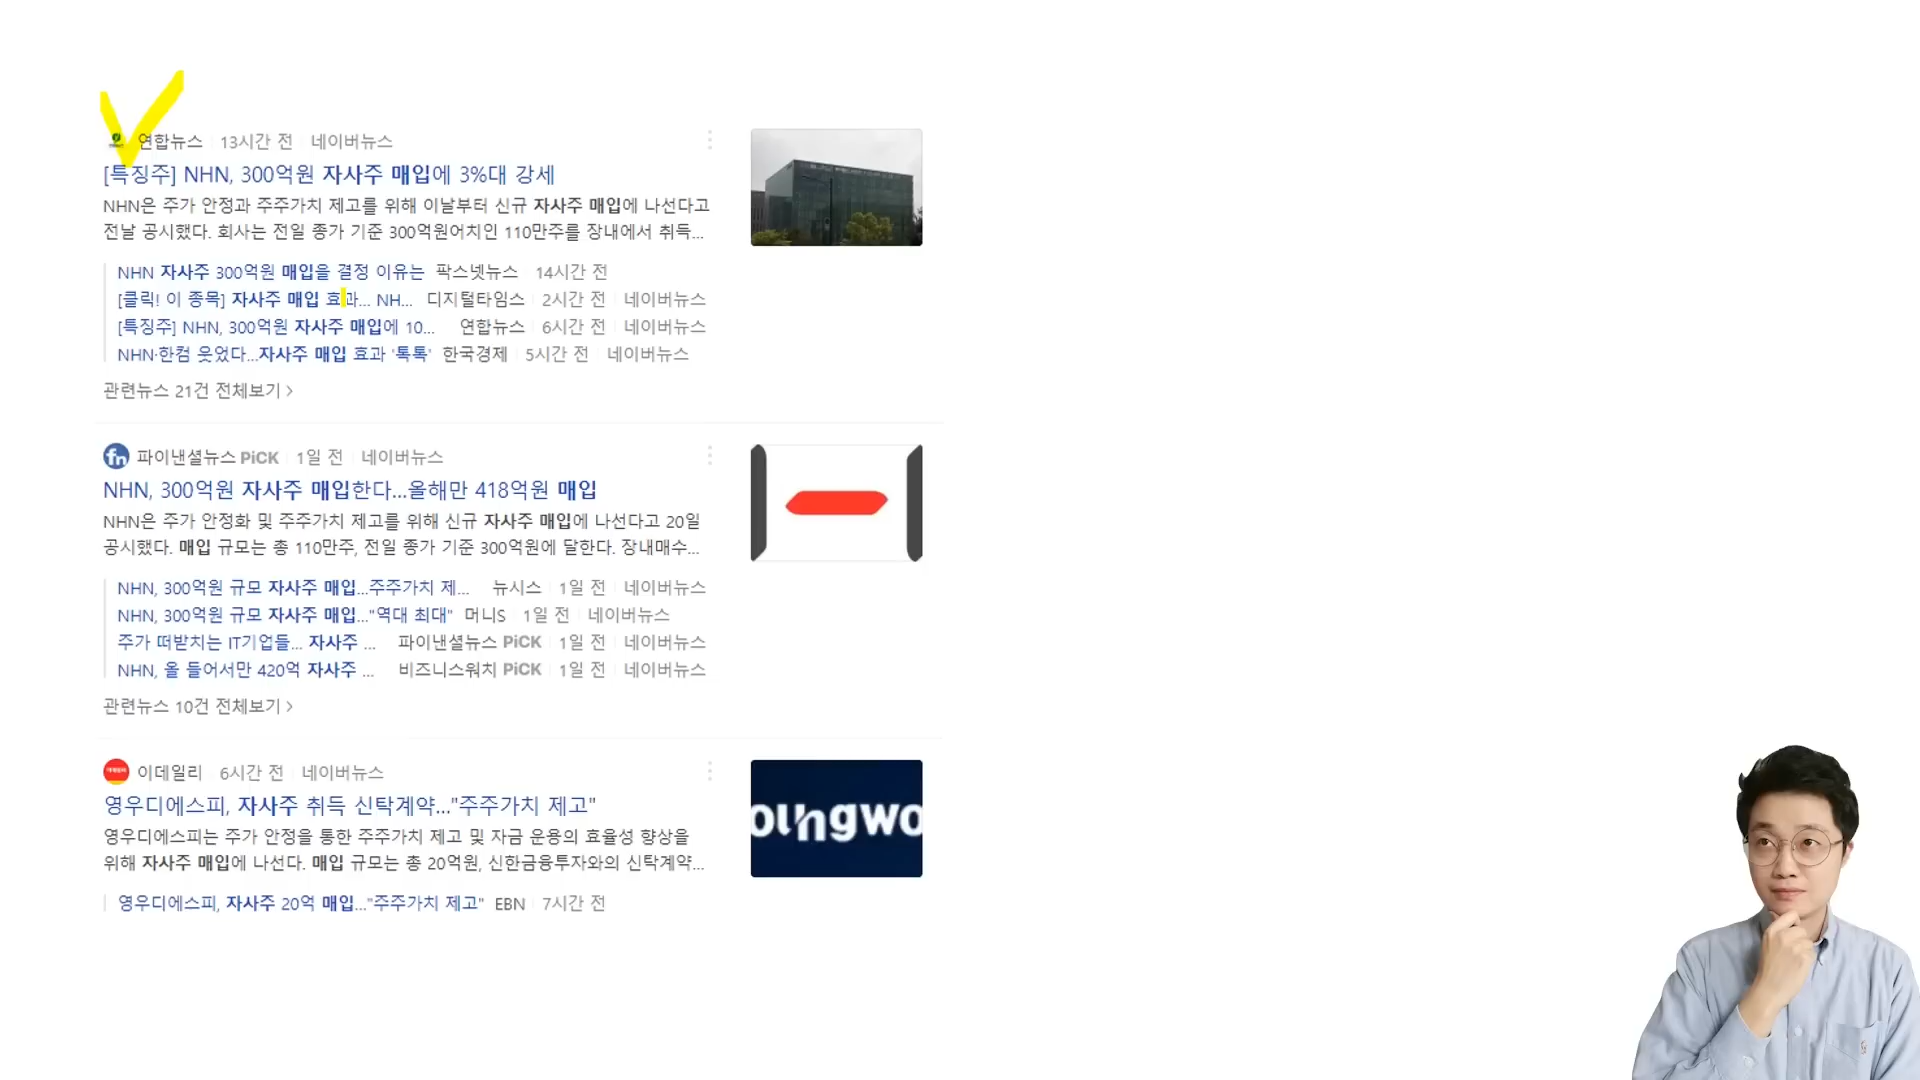 연합뉴스 13시간 전 네이버뉴스
[특징주] NHN, 300억원 자사주 매입에 3%대 강세
NHN은 주가 안정과 주주가치 제고를 위해 이날부터 신규 자사주 매입에 나선다고
전날 공시했다. 회사는 전일 종가 기준 300억원어치인 110만주를 장내에서 취득...
NHN 자사주 300억원 매입을 결정 이유는 팍스넷뉴스 14시간 전
[클릭! 이 종목] 자사주 매입 효과... NH... 디지털타임스 2시간 전 네이버뉴스
[특징주] NHN, 300억원 자사주 매입에 10... 연합뉴스 6시간 전 네이버뉴스
NHN·한컴 웃었다...자사주 매입 효과 '톡톡' 한국경제 5시간 전 네이버뉴스
관련뉴스 21건 전체보기 >
fn 파이낸셜뉴스 PiCK 1일 전 네이버뉴스
NHN, 300억원 자사주 매입한다...올해만 418억원 매입
NHN은 주가 안정화 및 주주가치 제고를 위해 신규 자사주 매입에 나선다고 20일
공시했다. 매입 규모는 총 110만주, 전일 종가 기준 300억원에 달한다. 장내매수...
NHN, 300억원 규모 자사주 매입...주주가치 제... 뉴시스 1일 전 네이버뉴스
NHN, 300억원 규모 자사주 매입..."역대 최대" 머니S 1일 전 네이버뉴스
주가 떠받치는 IT기업들... 자사주 ... 파이낸셜뉴스 PiCK 1일 전 네이버뉴스
NHN, 올 들어서만 420억 자사주 ... 비즈니스워치 PiCK 1일 전 네이버뉴스
관련뉴스 10건 전체보기 >
이데일리 6시간 전 네이버뉴스
영우디에스피, 자사주 취득 신탁계약..."주주가치 제고"
영우디에스피는 주가 안정을 통한 주주가치 제고 및 자금 운용의 효율성 향상을
위해 자사주 매입에 나선다. 매입 규모는 총 20억원, 신한금융투자와의 신탁계약...
oungwo
영우디에스피, 자사주 20억 매입..."주주가치 제고" EBN 7시간 전